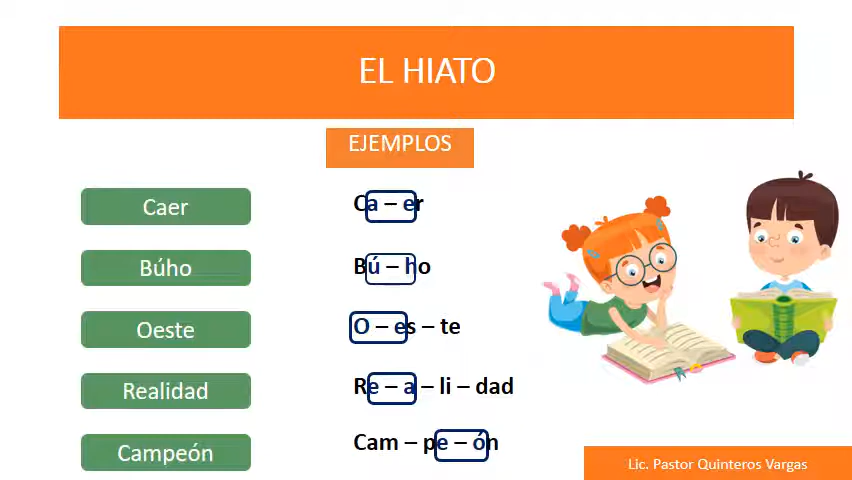 EL HIATO
EJEMPLOS
Caer
Ca – er
Búho
Bú – ho
Oeste
O – es – te
Realidad
Re – a – li – dad
Campeón
Cam – pe – ón
Lic. Pastor Quinteros Vargas